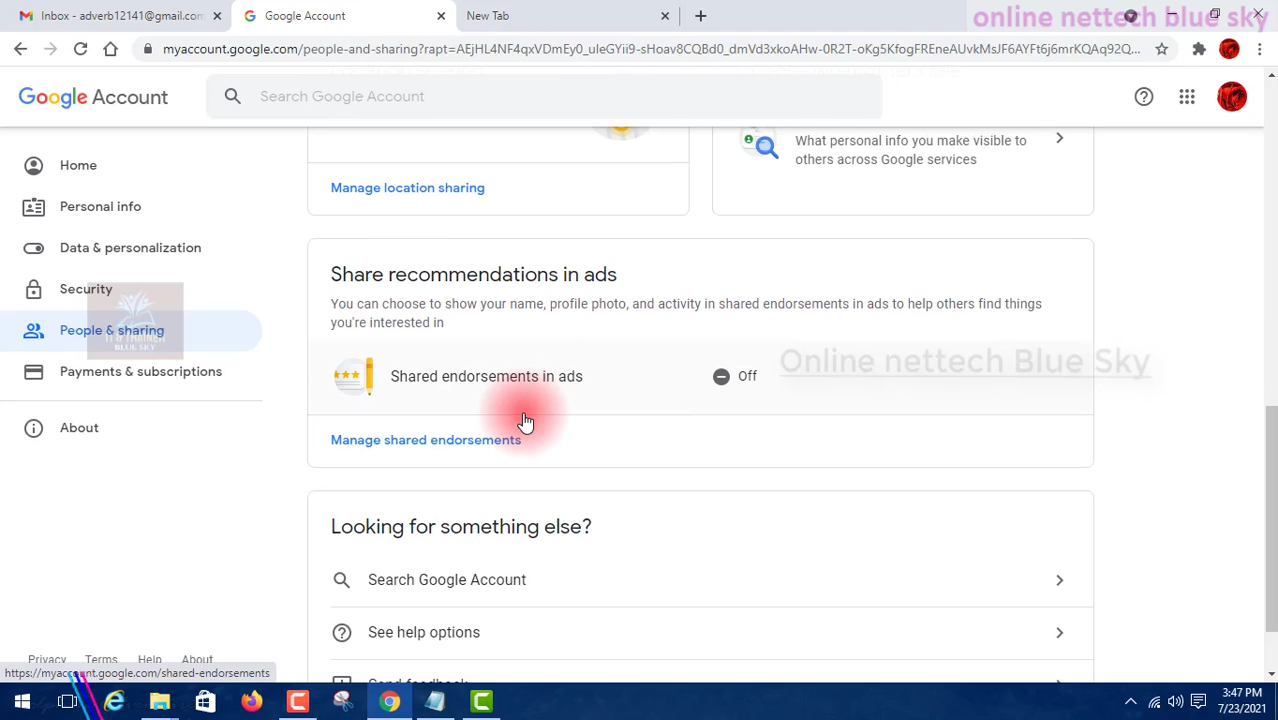 Inbox - adverb12141@gmail.com
Google Account
New Tab
online nettech blue sky
myaccount.google.com/people-and-sharing?rapt=AEjHL4NF4qxVDmEy0_uleGYii9-sHoav8CQBd0_dmVd3xkoAHw-0R2T-oKg5KfogFREneAUvkMsJF6AYFt6j6mrKQAq92Q...
Google Account
Search Google Account
Home
Personal info
Data & personalization
Security
People & sharing
Payments & subscriptions
About
IT & TRAINER
BLUE SKY
What personal info you make visible to
others across Google services
Manage location sharing
Share recommendations in ads
You can choose to show your name, profile photo, and activity in shared endorsements in ads to help others find things
you're interested in
Shared endorsements in ads
Off
Online nettech Blue Sky
Manage shared endorsements
Looking for something else?
Search Google Account
See help options
Send feedback
Privacy Terms Help About
https://myaccount.google.com/shared-endorsements
3:47 PM
7/23/2021